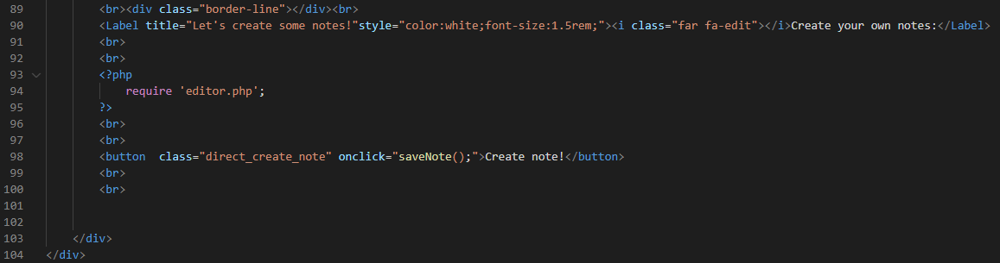 89 <br><div class="border-line"></div><br>
90 <Label title="Let's create some notes!"style="color:white;font-size:1.5rem;"><i class="far fa-edit"></i>Create your own notes:</Label>
91 <br>
92 <br>
93 <?php
94 require 'editor.php';
95 ?>
96 <br>
97 <br>
98 <button  class="direct_create_note" onclick="saveNote();">Create note!</button>
99 <br>
100 <br>
101
102
103 </div>
104 </div>